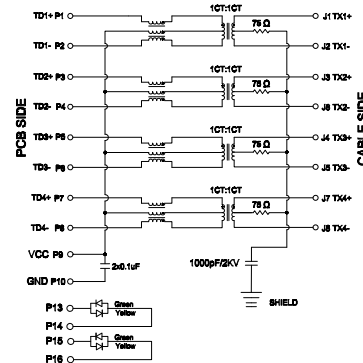 1CT:1CT
TD1+ P1
J1 TX1+
75 Ω
TD1- P2
J2 TX1-
1CT:1CT
TD2+ P3
J3 TX2+
75 Ω
TD2- P4
J6 TX2-
1CT:1CT
TD3+ P5
J4 TX3+
75 Ω
TD3- P6
J5 TX3-
1CT:1CT
TD4+ P7
J7 TX4+
75 Ω
TD4- P8
J8 TX4-
PCB SIDE
CABLE SIDE
VCC P9
2x0.1uF
1000pF/2KV
GND P10
SHIELD
P13
Green
Yellow
P14
P15
Green
Yellow
P16